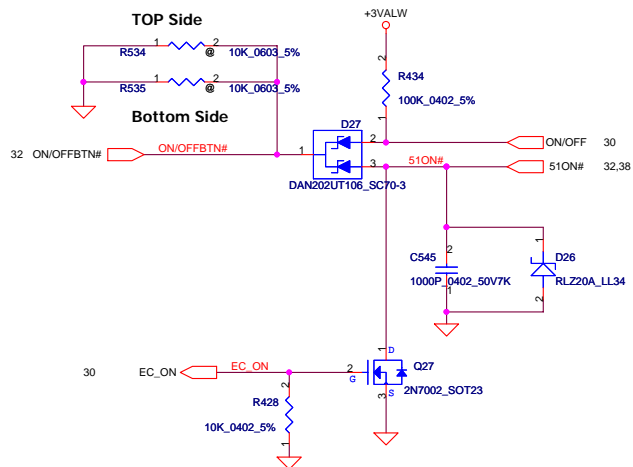 TOP Side
+3VALW
1 2
R534 @ 10K_0603_5%
1 2
R535 @ 10K_0603_5%
2
R434
100K_0402_5%
1
Bottom Side
D27
32 ON/OFFBTN# ON/OFFBTN# 1 2 ON/OFF 30
3 51ON# 51ON# 32,38
DAN202UT106_SC70-3
2
C545
1000P_0402_50V7K
1
1
D26
RLZ20A_LL34
2
1 D
30 EC_ON EC_ON 2 G Q27
S 2N7002_SOT23
3
2
R428
10K_0402_5%
1